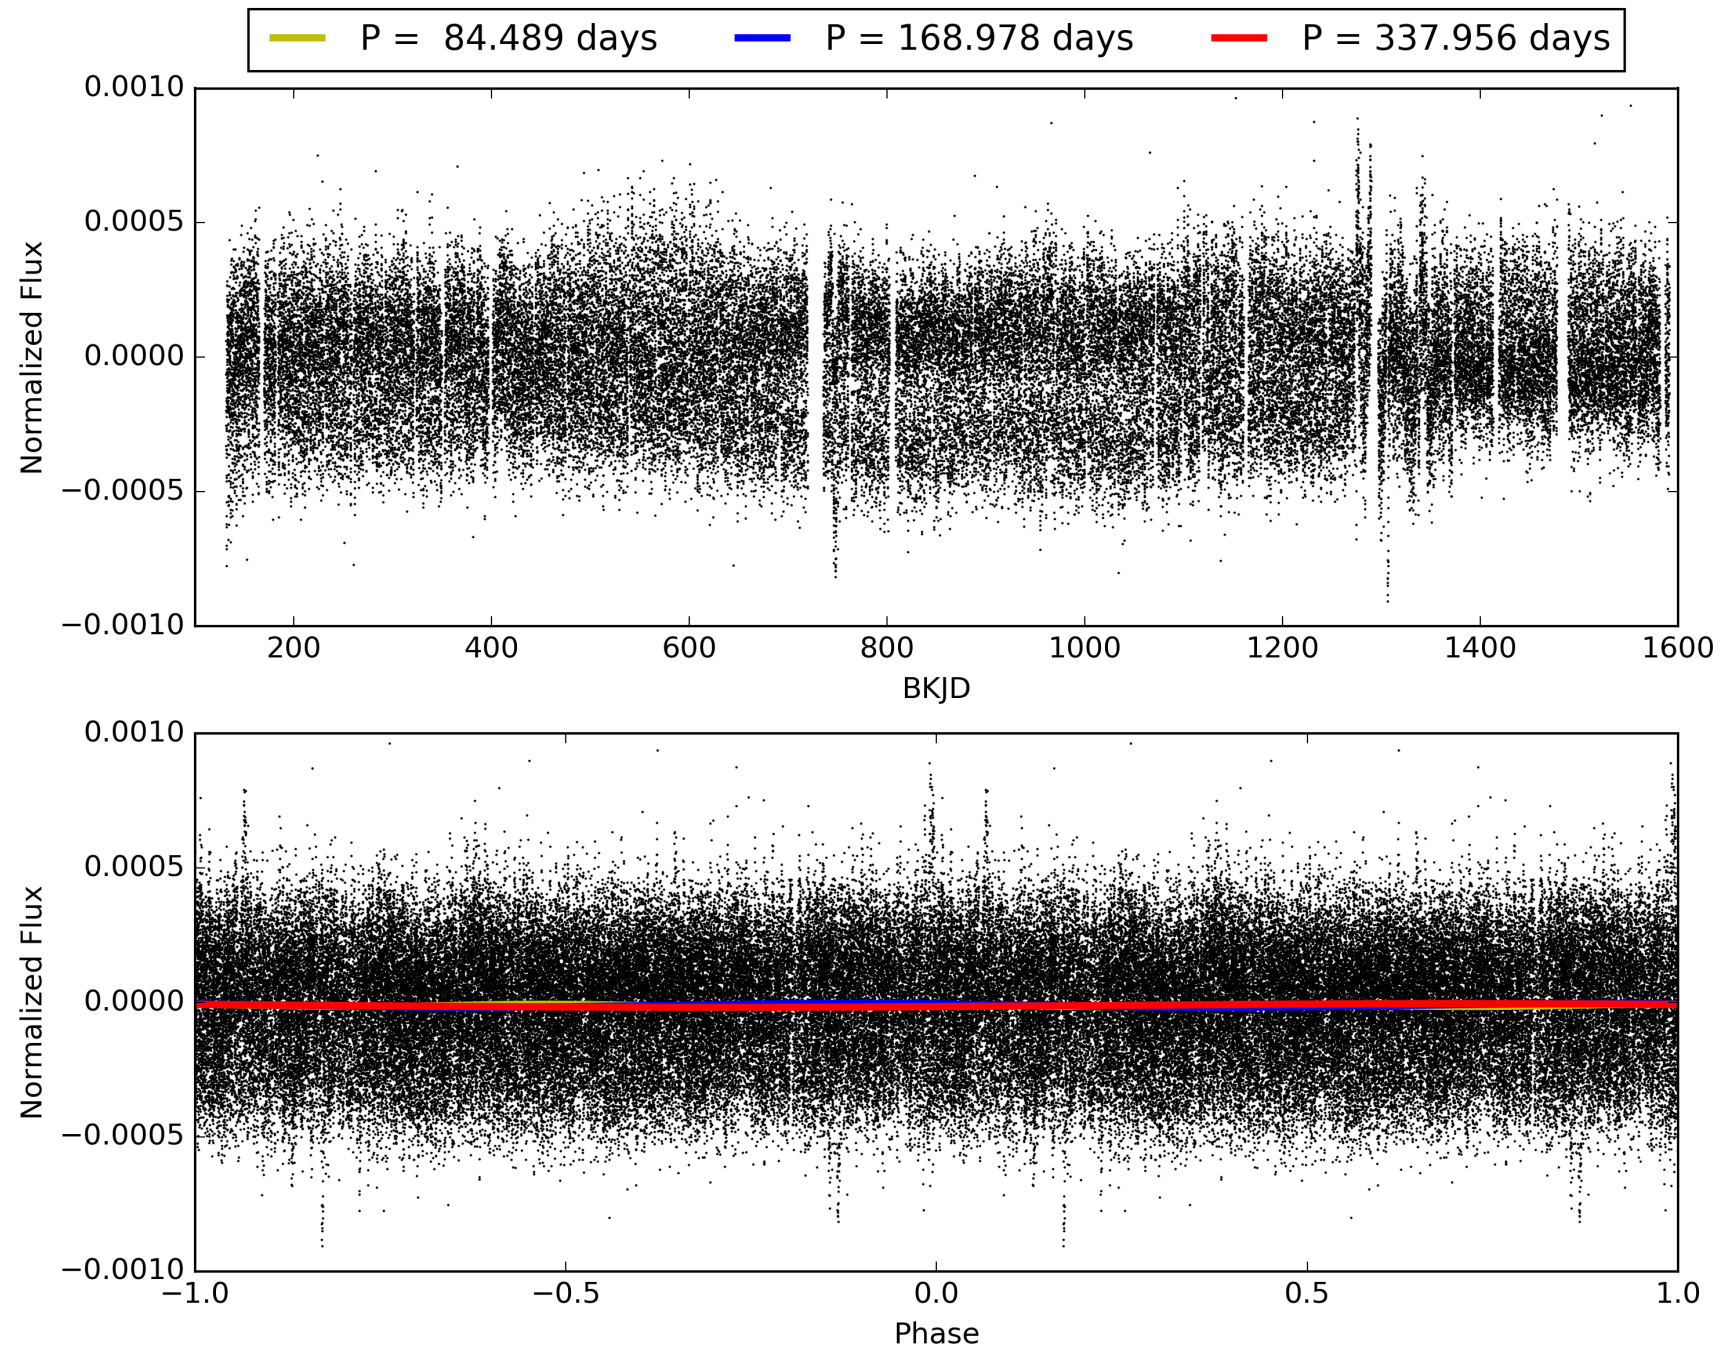 P = 84.489 days P = 168.978 days P = 337.956 days
0.0010
0.0005
0.0000
−0.0005
−0.0010
Normalized Flux
200 400 600 800 1000 1200 1400 1600
BKJD
0.0010
0.0005
0.0000
−0.0005
−0.0010
Normalized Flux
−1.0 −0.5 0.0 0.5 1.0
Phase